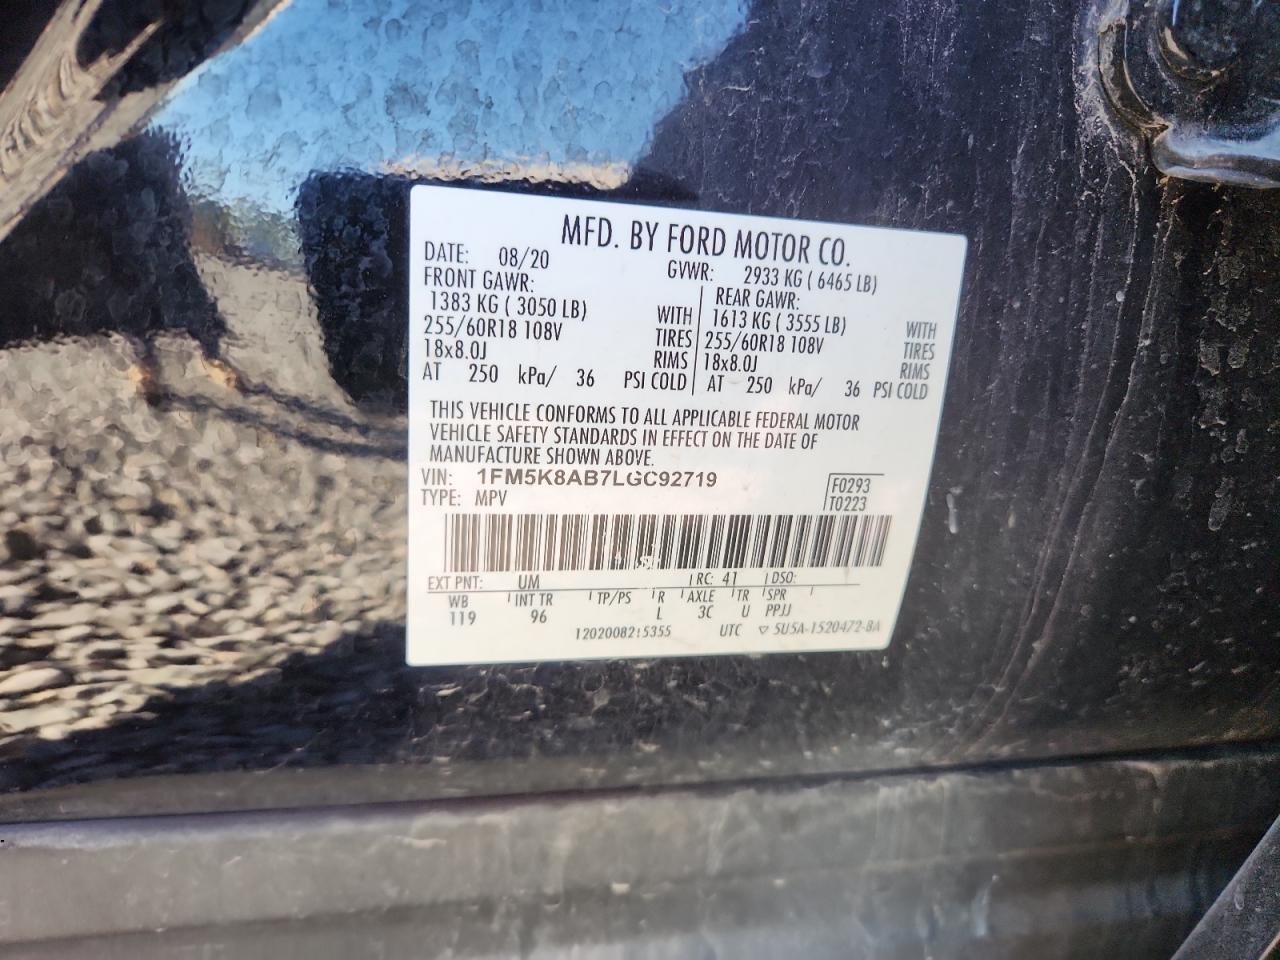 MFD. BY FORD MOTOR CO.
DATE: 08/20 GVWR: 2933 KG ( 6465 LB)
FRONT GAWR: REAR GAWR:
1383 KG ( 3050 LB) WITH 1613 KG ( 3555 LB) WITH
255/60R18 108V TIRES 255/60R18 108V TIRES
18x8.0J RIMS 18x8.0J RIMS
AT 250 kPa/ 36 PSI COLD AT 250 kPa/ 36 PSI COLD
THIS VEHICLE CONFORMS TO ALL APPLICABLE FEDERAL MOTOR
VEHICLE SAFETY STANDARDS IN EFFECT ON THE DATE OF
MANUFACTURE SHOWN ABOVE.
VIN: 1FM5K8AB7LGC92719 F0293
TYPE: MPV T0223
EXT PNT: UM RC: 41 DSO:
WB INT TR TP/PS R AXLE TR SPR
119 96 L 3C U PPJJ
1202008215355 UTC ▽ 5U5A-1520472-BA